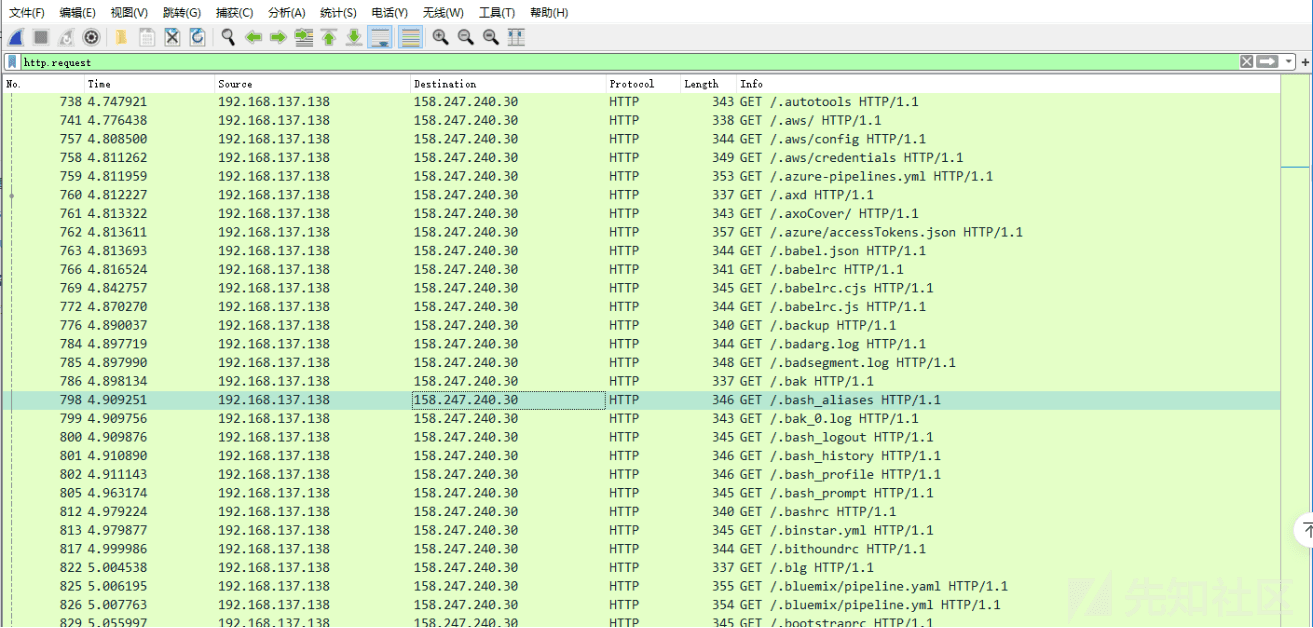 文件(F) 编辑(E) 视图(V) 跳转(G) 捕获(C) 分析(A) 统计(S) 电话(Y) 无线(W) 工具(T) 帮助(H)
http.request
No. Time Source Destination Protocol Length Info
738 4.747921 192.168.137.138 158.247.240.30 HTTP 343 GET /.autotools HTTP/1.1
741 4.776438 192.168.137.138 158.247.240.30 HTTP 338 GET /.aws/ HTTP/1.1
757 4.808500 192.168.137.138 158.247.240.30 HTTP 344 GET /.aws/config HTTP/1.1
758 4.811262 192.168.137.138 158.247.240.30 HTTP 349 GET /.aws/credentials HTTP/1.1
759 4.811959 192.168.137.138 158.247.240.30 HTTP 353 GET /.azure-pipelines.yml HTTP/1.1
760 4.812227 192.168.137.138 158.247.240.30 HTTP 337 GET /.axd HTTP/1.1
761 4.813322 192.168.137.138 158.247.240.30 HTTP 343 GET /.axoCover/ HTTP/1.1
762 4.813611 192.168.137.138 158.247.240.30 HTTP 357 GET /.azure/accessTokens.json HTTP/1.1
763 4.813693 192.168.137.138 158.247.240.30 HTTP 344 GET /.babel.json HTTP/1.1
766 4.816524 192.168.137.138 158.247.240.30 HTTP 341 GET /.babelrc HTTP/1.1
769 4.842757 192.168.137.138 158.247.240.30 HTTP 345 GET /.babelrc.cjs HTTP/1.1
772 4.870270 192.168.137.138 158.247.240.30 HTTP 344 GET /.babelrc.js HTTP/1.1
776 4.890037 192.168.137.138 158.247.240.30 HTTP 340 GET /.backup HTTP/1.1
784 4.897719 192.168.137.138 158.247.240.30 HTTP 344 GET /.badarg.log HTTP/1.1
785 4.897990 192.168.137.138 158.247.240.30 HTTP 348 GET /.badsegment.log HTTP/1.1
786 4.898134 192.168.137.138 158.247.240.30 HTTP 337 GET /.bak HTTP/1.1
798 4.909251 192.168.137.138 158.247.240.30 HTTP 346 GET /.bash_aliases HTTP/1.1
799 4.909756 192.168.137.138 158.247.240.30 HTTP 343 GET /.bak_0.log HTTP/1.1
800 4.909876 192.168.137.138 158.247.240.30 HTTP 345 GET /.bash_logout HTTP/1.1
801 4.910890 192.168.137.138 158.247.240.30 HTTP 346 GET /.bash_history HTTP/1.1
802 4.911143 192.168.137.138 158.247.240.30 HTTP 346 GET /.bash_profile HTTP/1.1
805 4.963174 192.168.137.138 158.247.240.30 HTTP 345 GET /.bash_prompt HTTP/1.1
812 4.979224 192.168.137.138 158.247.240.30 HTTP 340 GET /.bashrc HTTP/1.1
813 4.979877 192.168.137.138 158.247.240.30 HTTP 345 GET /.binstar.yml HTTP/1.1
817 4.999986 192.168.137.138 158.247.240.30 HTTP 344 GET /.bithoundrc HTTP/1.1
822 5.004538 192.168.137.138 158.247.240.30 HTTP 337 GET /.blg HTTP/1.1
825 5.006195 192.168.137.138 158.247.240.30 HTTP 355 GET /.bluemix/pipeline.yaml HTTP/1.1
826 5.007763 192.168.137.138 158.247.240.30 HTTP 354 GET /.bluemix/pipeline.yml HTTP/1.1
829 5.055997 192.168.137.138 158.247.240.30 HTTP 345 GET /.bootstraprc HTTP/1.1
先知社区